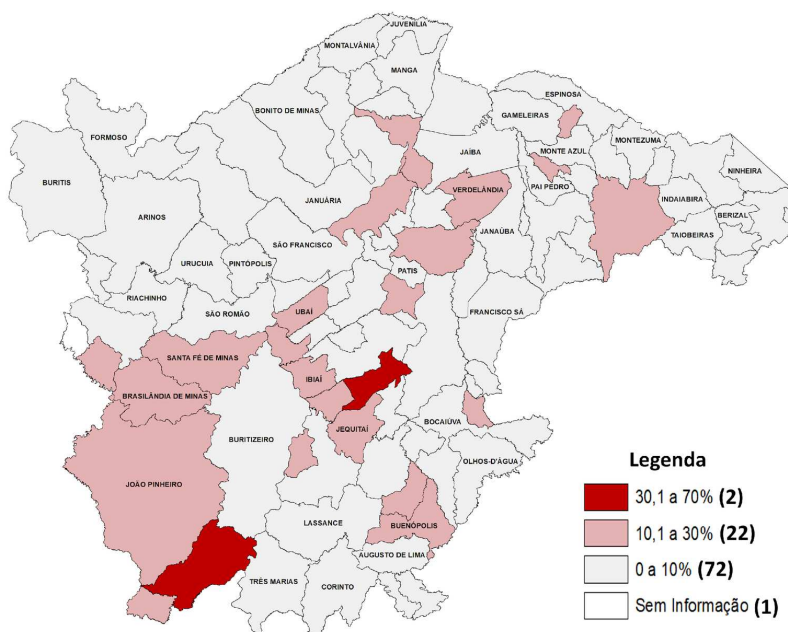 JUVENÍLIA
MONTALVÂNIA
MANGA
ESPINOSA
BONITO DE MINAS
GAMELEIRAS
FORMOSO
MONTEZUMA
JAÍBA
MONTE AZUL
NINHEIRA
BURITIS
VERDELÂNDIA
PAI PEDRO
JANUÁRIA
INDAIABIRA
ARINOS
BERIZAL
JANAÚBA
TAIOBEIRAS
SÃO FRANCISCO
URUCUIA
PINTÓPOLIS
PATIS
RIACHINHO
UBAÍ
FRANCISCO SÁ
SÃO ROMÃO
SANTA FÉ DE MINAS
IBIAÍ
BRASILÂNDIA DE MINAS
BOCAIÚVA
JEQUITAÍ
BURITIZEIRO
OLHOS-D'ÁGUA
JOÃO PINHEIRO
LASSANCE
BUENÓPOLIS
AUGUSTO DE LIMA
TRÊS MARIAS
CORINTO
Legenda
30,1 a 70% (2)
10,1 a 30% (22)
0 a 10% (72)
Sem Informação (1)